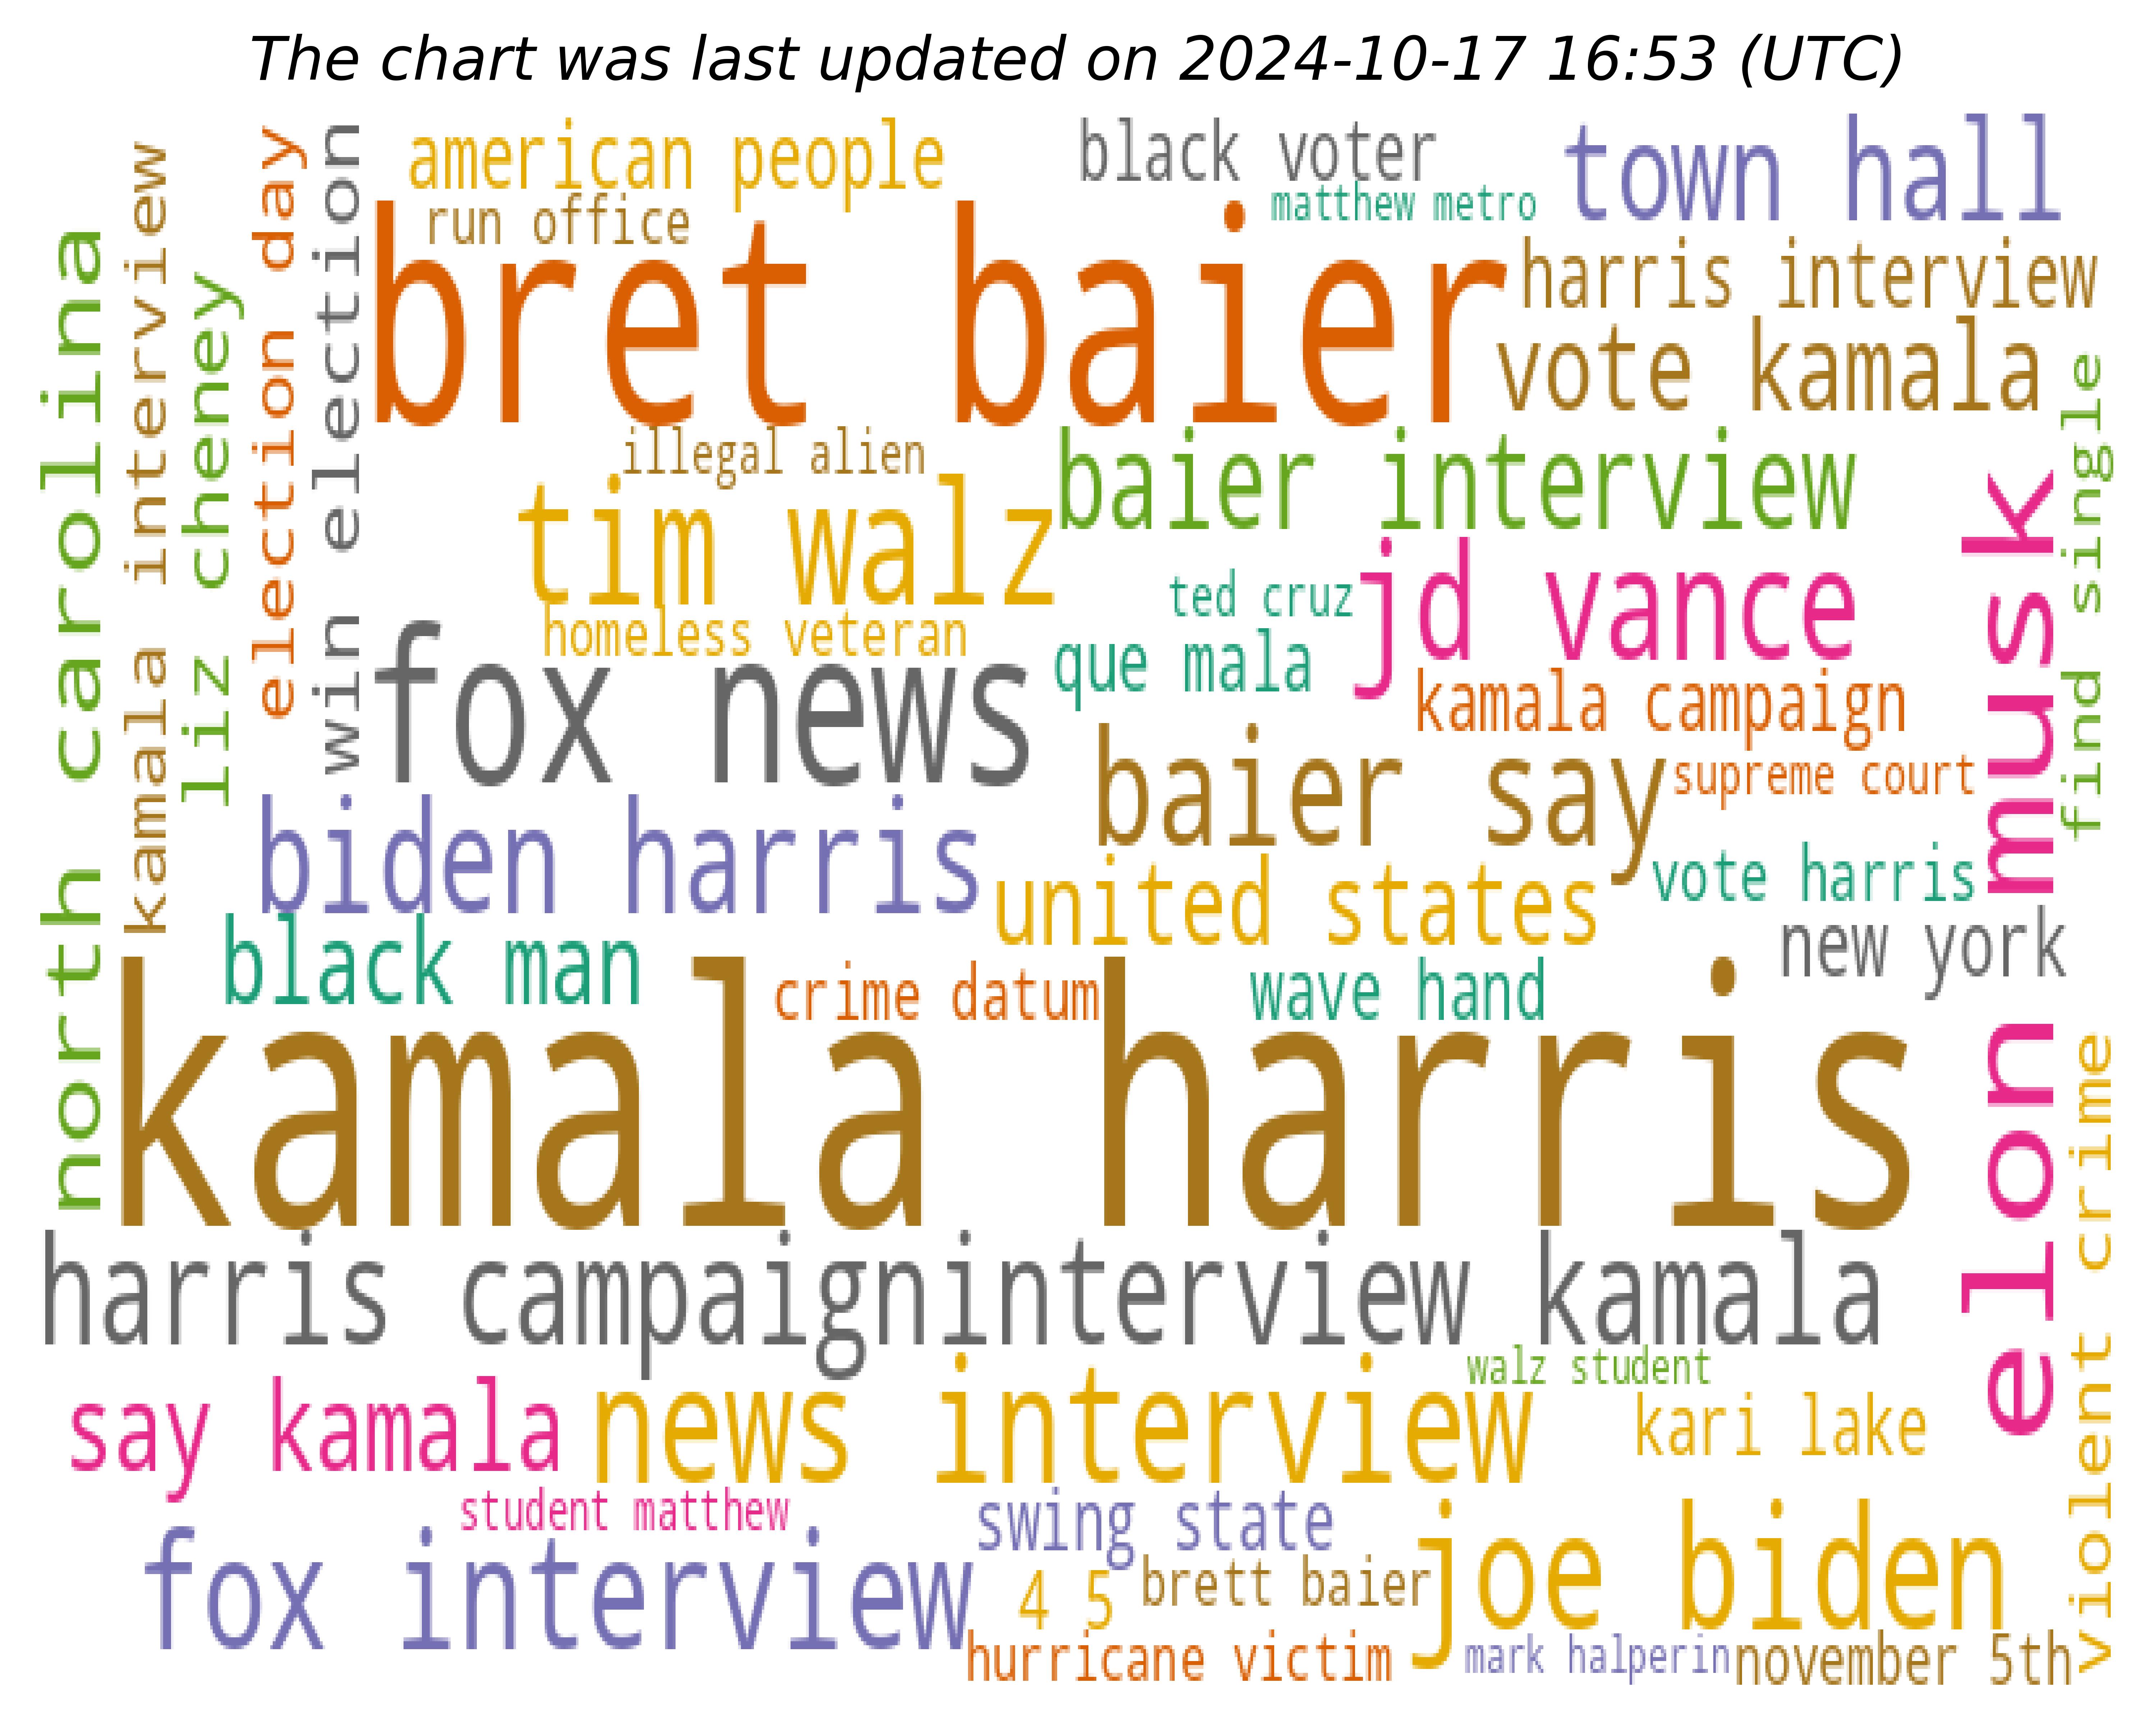 The chart was last updated on 2024-10-17 16:53 (UTC)
american people
black voter
town hall
run office
matthew metro
bret baier
harris interview
vote kamala
north carolina
kamala interview
liz cheney
election day
win election
illegal alien
baier interview
tim walz
ted cruz
jd vance
homeless veteran
que mala
fox news
kamala campaign
baier say
supreme court
elon musk
find single
biden harris
united states
vote harris
black man
crime datum
wave hand
new york
kamala harris
violent crime
harris campaign
interview kamala
walz student
say kamala
news interview
kari lake
student matthew
swing state
joe biden
fox interview
4 5
brett baier
hurricane victim
mark halperin
november 5th